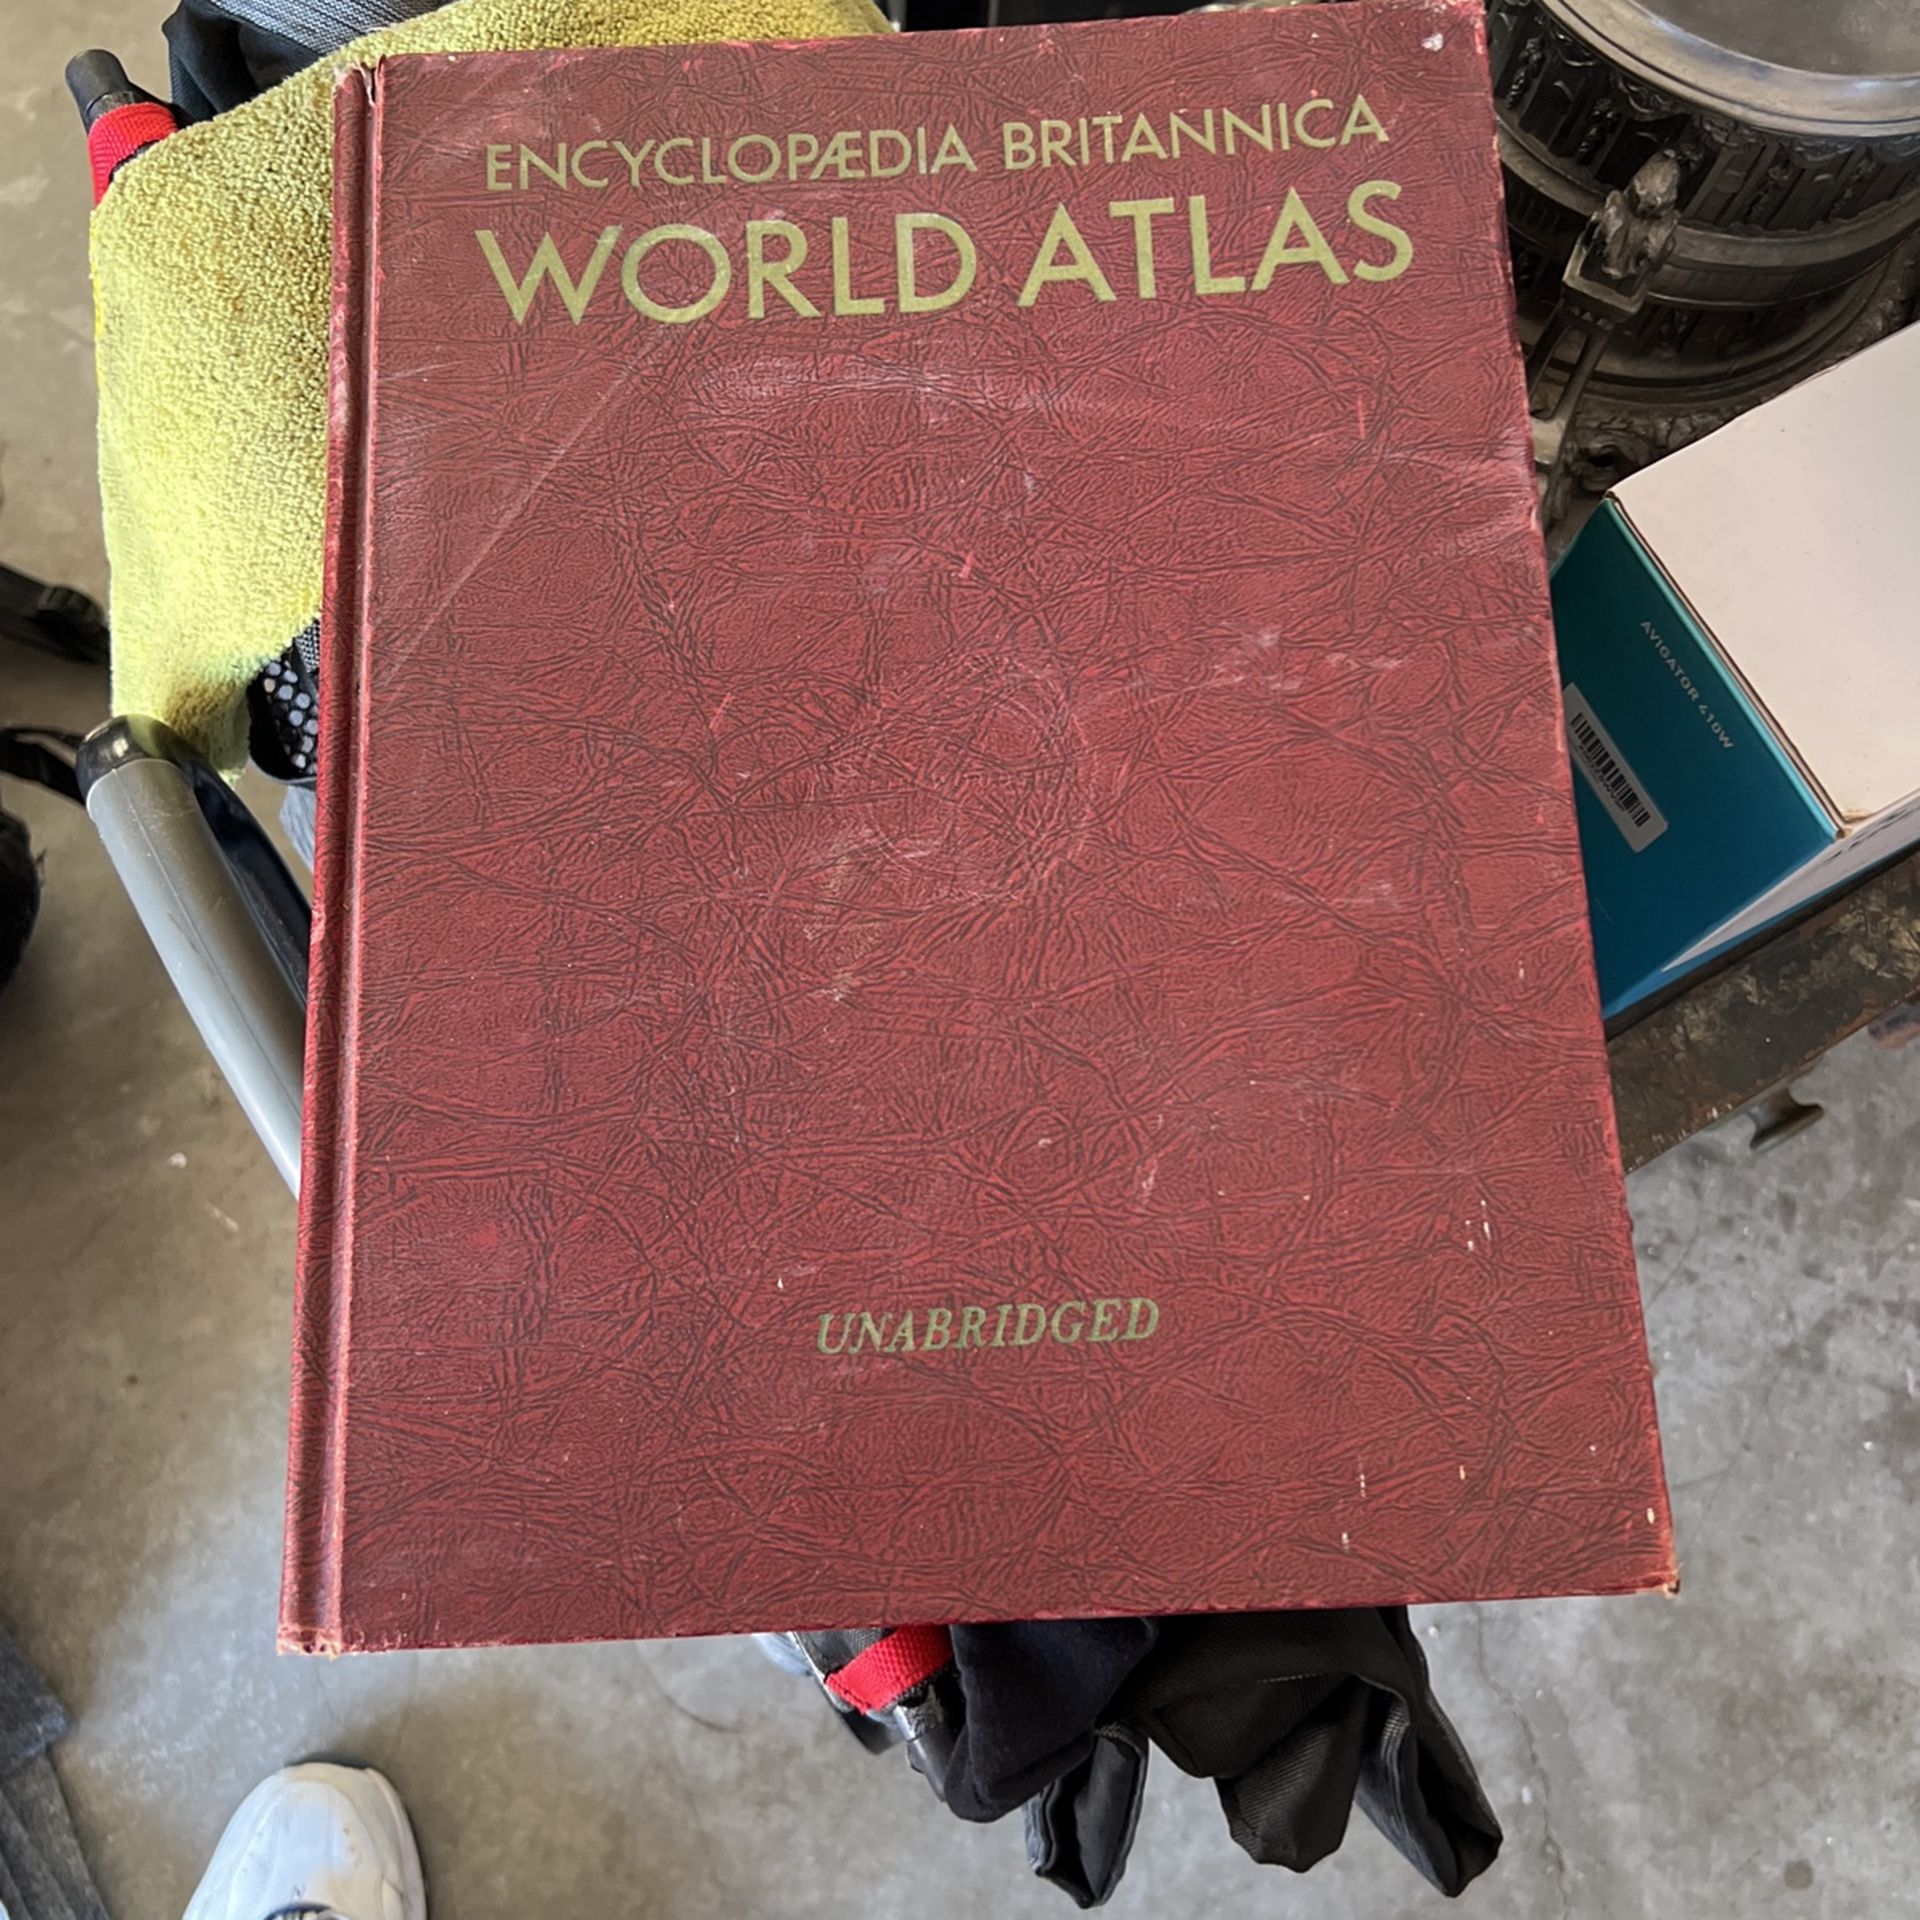 ENCYCLOPÆDIA BRITANNICA
WORLD ATLAS
UNABRIDGED
AVIGATOR 410W